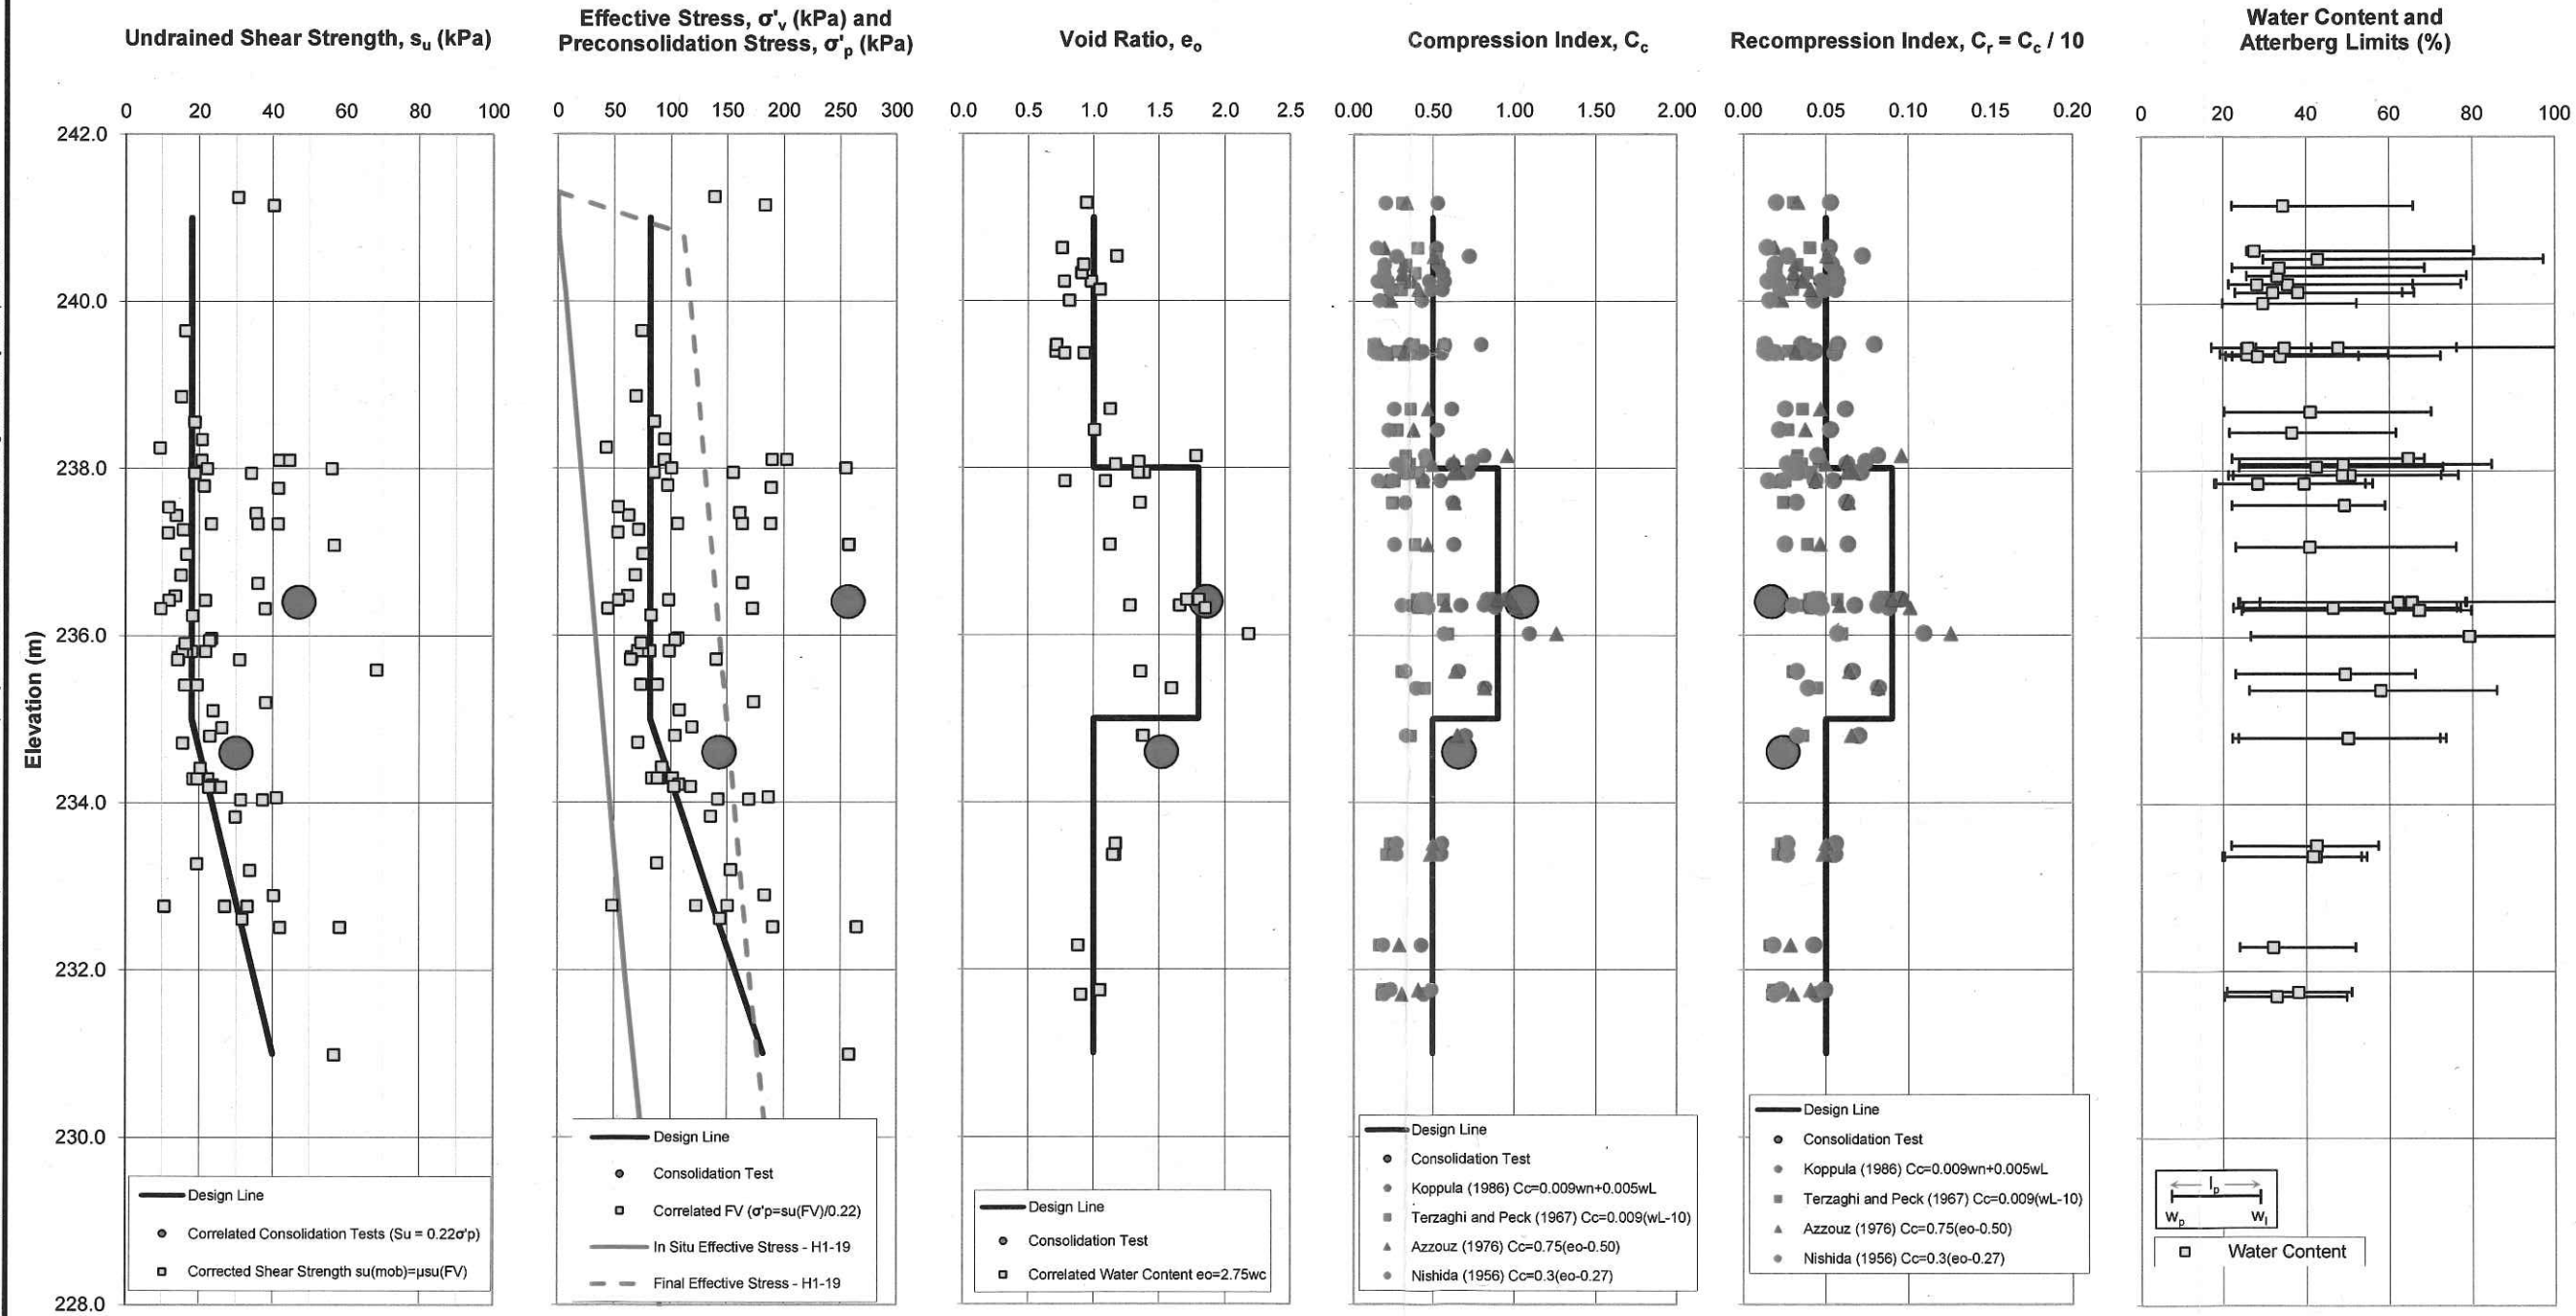 Undrained Shear Strength, su (kPa)
Effective Stress, σ'v (kPa) and
Preconsolidation Stress, σ'p (kPa)
Void Ratio, eo
Compression Index, Cc
Recompression Index, Cr = Cc / 10
Water Content and
Atterberg Limits (%)
0 20 40 60 80 100
0 50 100 150 200 250 300
0.0 0.5 1.0 1.5 2.0 2.5
0.00 0.50 1.00 1.50 2.00
0.00 0.05 0.10 0.15 0.20
0 20 40 60 80 100
Elevation (m)
242.0
240.0
238.0
236.0
234.0
232.0
230.0
228.0
Design Line
Correlated Consolidation Tests (Su = 0.22σ'p)
Corrected Shear Strength su(mob)=µsu(FV)
Design Line
Consolidation Test
Correlated FV (σ'p=su(FV)/0.22)
In Situ Effective Stress - H1-19
Final Effective Stress - H1-19
Design Line
Consolidation Test
Correlated Water Content eo=2.75wc
Design Line
Consolidation Test
Koppula (1986) Cc=0.009wn+0.005wL
Terzaghi and Peck (1967) Cc=0.009(wL-10)
Azzouz (1976) Cc=0.75(eo-0.50)
Nishida (1956) Cc=0.3(eo-0.27)
Design Line
Consolidation Test
Koppula (1986) Cc=0.009wn+0.005wL
Terzaghi and Peck (1967) Cc=0.009(wL-10)
Azzouz (1976) Cc=0.75(eo-0.50)
Nishida (1956) Cc=0.3(eo-0.27)
Ip
wp wl
Water Content